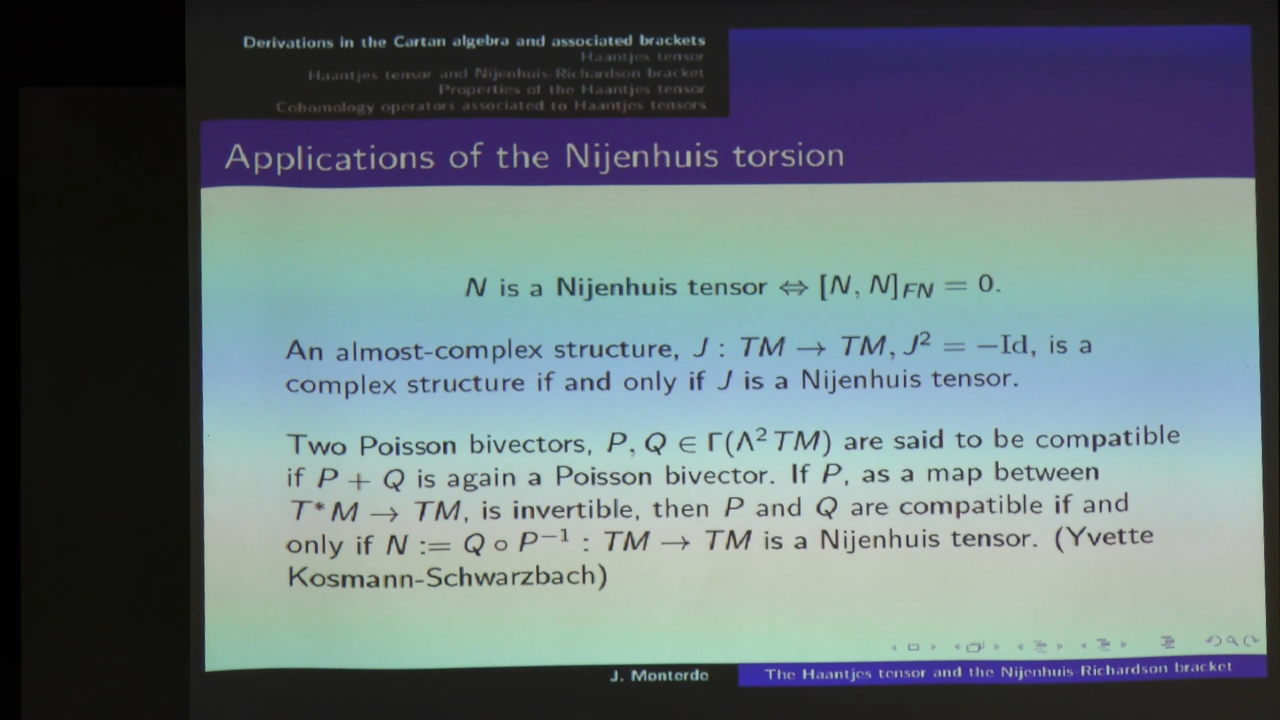 Derivations in the Cartan algebra and associated brackets
Haantjes tensor
Haantjes tensor and Nijenhuis-Richardson bracket
Properties of the Haantjes tensor
Cohomology operators associated to Haantjes tensors
Applications of the Nijenhuis torsion
N is a Nijenhuis tensor ⇔ [N, N]_FN = 0.
An almost-complex structure, J : TM → TM, J² = −Id, is a
complex structure if and only if J is a Nijenhuis tensor.
Two Poisson bivectors, P, Q ∈ Γ(Λ²TM) are said to be compatible
if P + Q is again a Poisson bivector. If P, as a map between
T*M → TM, is invertible, then P and Q are compatible if and
only if N := Q ∘ P⁻¹ : TM → TM is a Nijenhuis tensor. (Yvette
Kosmann-Schwarzbach)
J. Monterde
The Haantjes tensor and the Nijenhuis-Richardson bracket